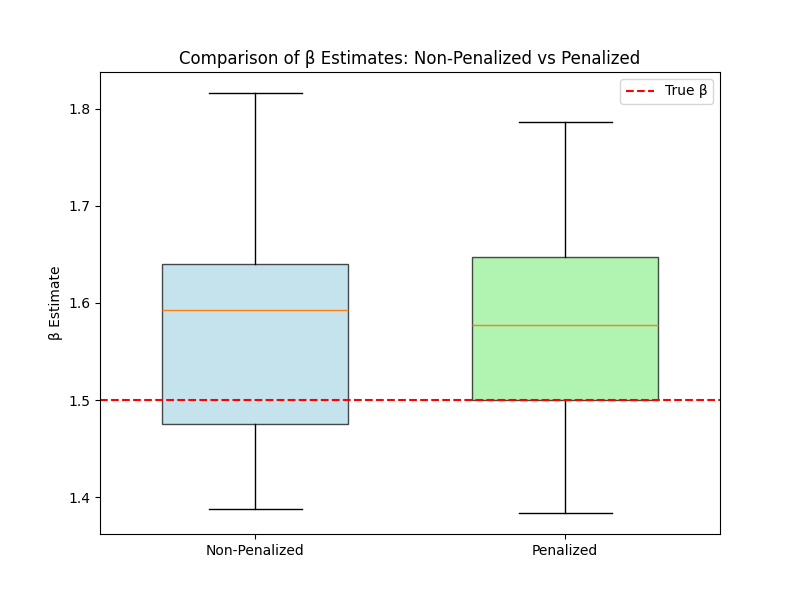 Comparison of β Estimates: Non-Penalized vs Penalized
True β
1.8
1.7
1.6
1.5
1.4
β Estimate
Non-Penalized
Penalized